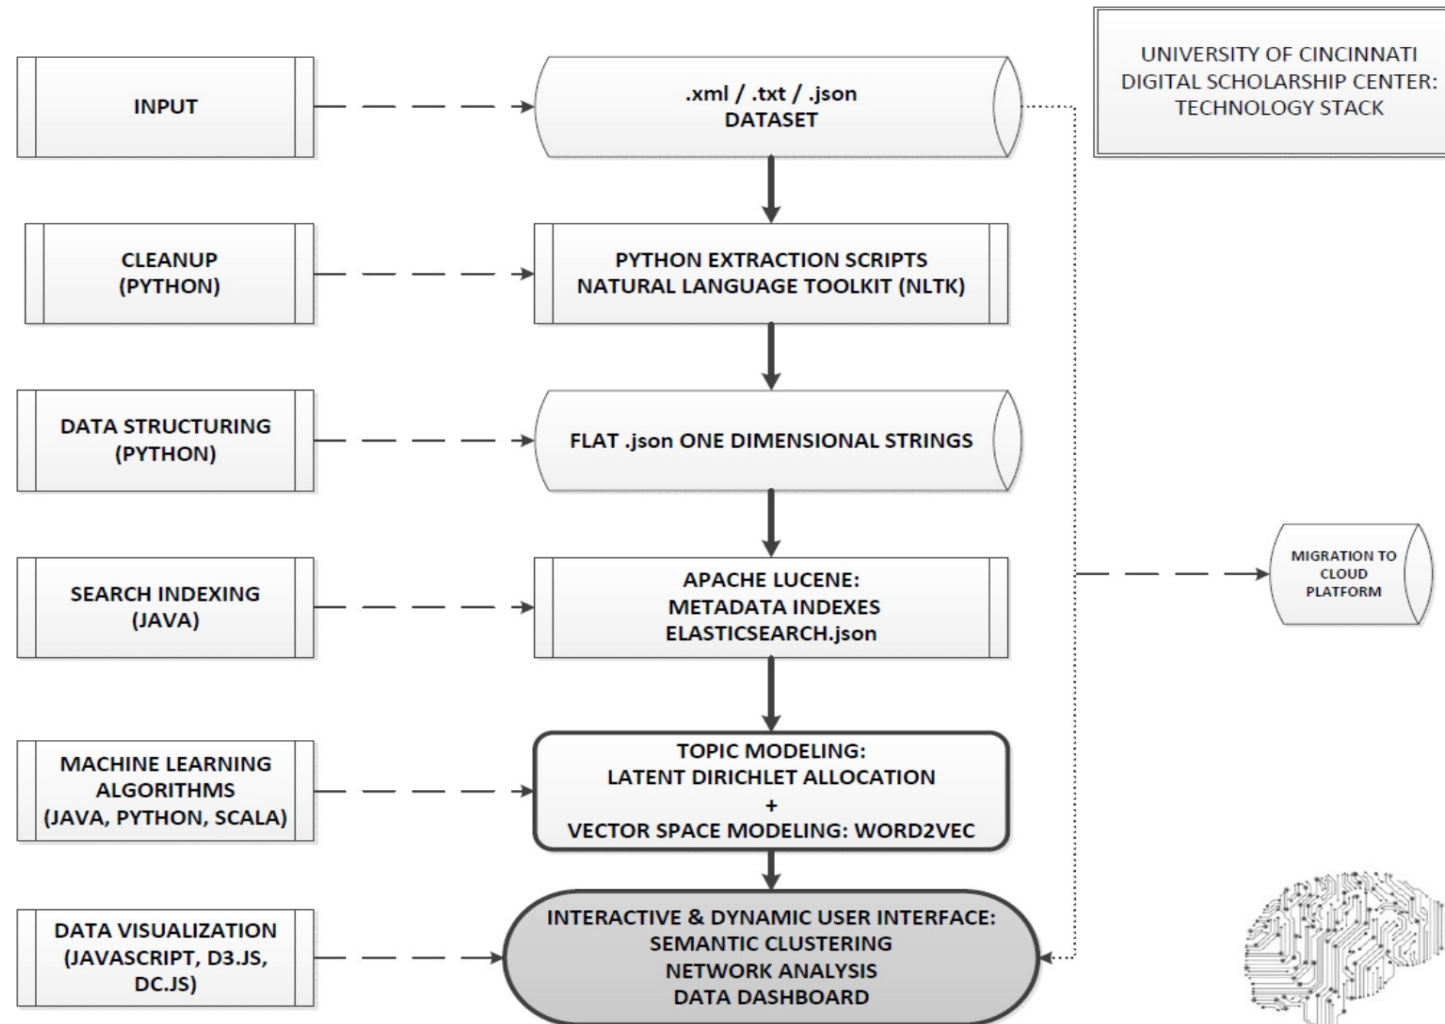 UNIVERSITY OF CINCINNATI
DIGITAL SCHOLARSHIP CENTER:
TECHNOLOGY STACK
INPUT
.xml / .txt / .json
DATASET
CLEANUP
(PYTHON)
PYTHON EXTRACTION SCRIPTS
NATURAL LANGUAGE TOOLKIT (NLTK)
DATA STRUCTURING
(PYTHON)
FLAT .json ONE DIMENSIONAL STRINGS
SEARCH INDEXING
(JAVA)
APACHE LUCENE:
METADATA INDEXES
ELASTICSEARCH.json
MIGRATION TO
CLOUD
PLATFORM
MACHINE LEARNING
ALGORITHMS
(JAVA, PYTHON, SCALA)
TOPIC MODELING:
LATENT DIRICHLET ALLOCATION
+
VECTOR SPACE MODELING: WORD2VEC
DATA VISUALIZATION
(JAVASCRIPT, D3.JS,
DC.JS)
INTERACTIVE & DYNAMIC USER INTERFACE:
SEMANTIC CLUSTERING
NETWORK ANALYSIS
DATA DASHBOARD